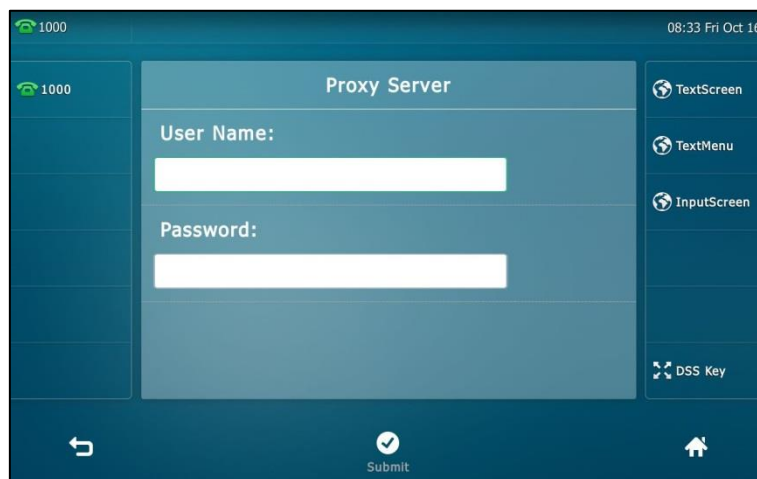 1000
08:33 Fri Oct 16
1000
Proxy Server
User Name:
Password:
TextScreen
TextMenu
InputScreen
DSS Key
Submit